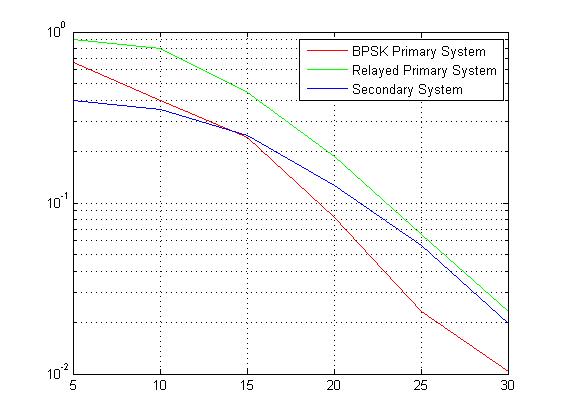 10^0
BPSK Primary System
Relayed Primary System
Secondary System
10^-1
10^-2
5 10 15 20 25 30